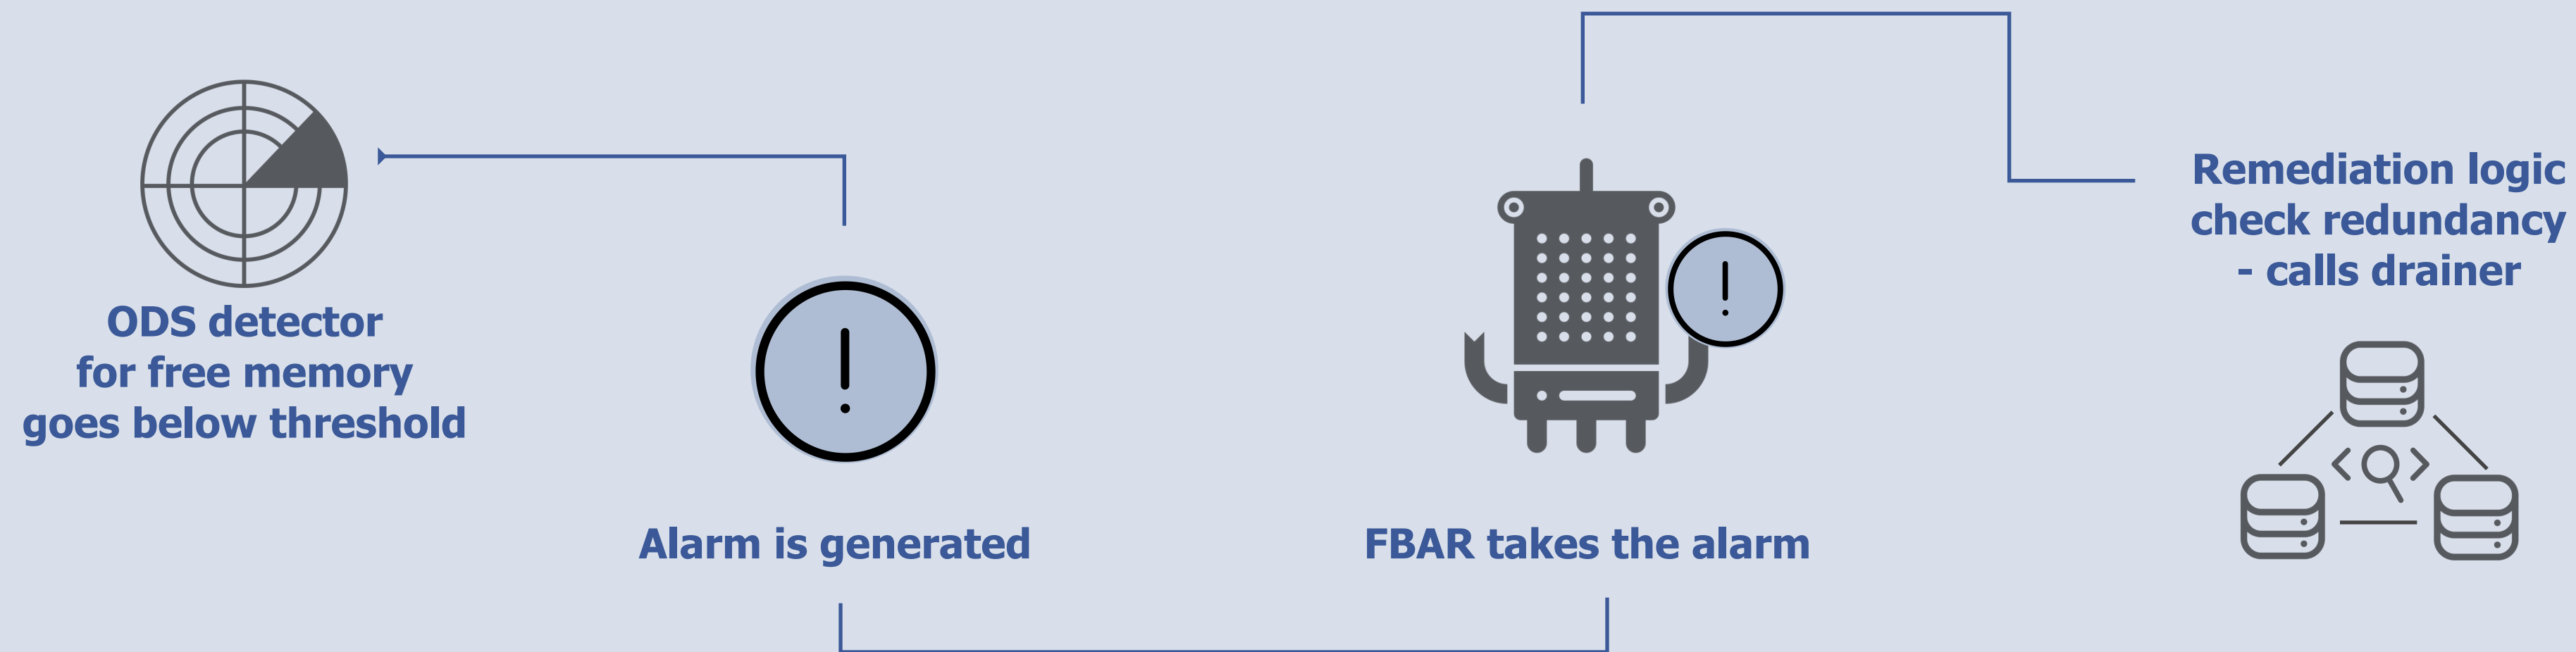 ODS detector
for free memory
goes below threshold
Alarm is generated
FBAR takes the alarm
Remediation logic
check redundancy
- calls drainer